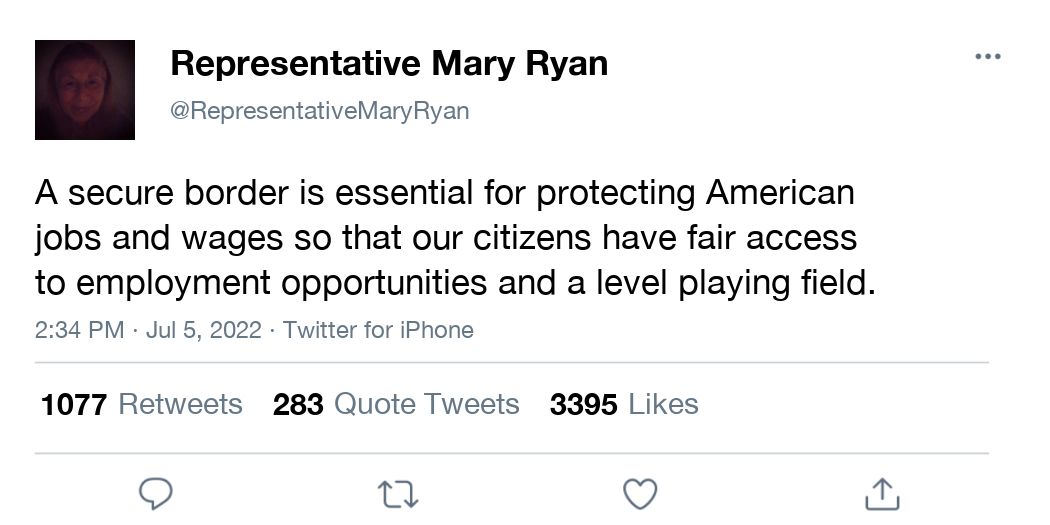 Representative Mary Ryan
@RepresentativeMaryRyan
A secure border is essential for protecting American
jobs and wages so that our citizens have fair access
to employment opportunities and a level playing field.
2:34 PM · Jul 5, 2022 · Twitter for iPhone
1077 Retweets 283 Quote Tweets 3395 Likes